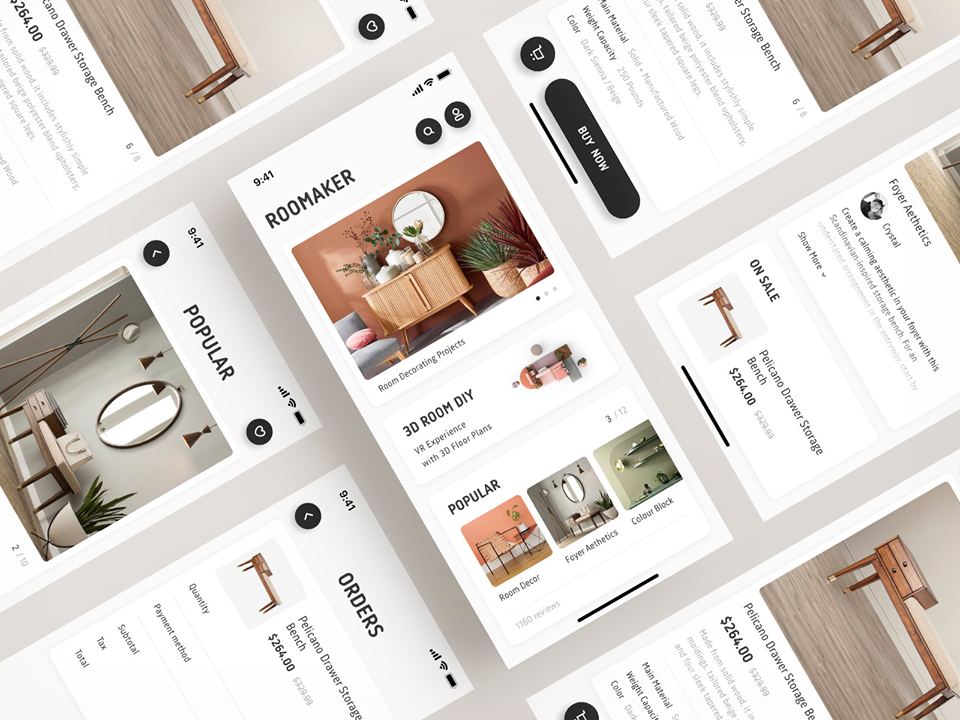 $264.00 $329.99
Pelicano Drawer Storage Bench
Made from solid wood, it includes stylishly simple
tailored beige polyester blend upholstery,
tapered square legs.
6 / 8
9:41
POPULAR
2 / 10
9:41
ORDERS
Pelicano Drawer Storage
Bench
$264.00 $329.99
Quantity
Payment method
Subtotal
Tax
Total
9:41
ROOMAKER
Room Decorating Projects
3D ROOM DIY
VR Experience
with 3D Floor Plans
POPULAR
3 / 12
Room Decor
Foyer Aethetics
Colour Block
1160 reviews
$264.00 $329.99
Pelicano Drawer Storage Bench
Made from solid wood, it includes stylishly simple
moldings, tailored beige polyester blend upholstery,
and four sleek tapered square legs.
6 / 8
Main Material Solid + Manufactured Wood
Weight Capacity 250 Pounds
Color Dark Sienna / Beige
BUY NOW
Foyer Aethetics
Crystal
Create a calming aesthetic in your foyer with this
Scandinavian-inspired storage bench. For an
understated arrangement in the entryway, start by
Show More
ON SALE
Pelicano Drawer Storage
Bench
$264.00 $329.99
Pelicano Drawer Storage
$264.00 $329.99
Made from solid wood, it
moldings, tailored beige
and four sleek tapered
Main Material
Weight Capacity
Color